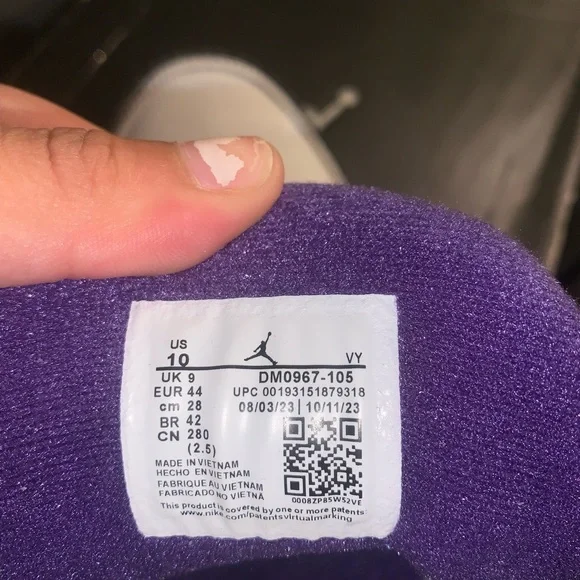 US
10 VY
UK 9 DM0967-105
EUR 44 UPC 00193151879318
cm 28 08/03/23 | 10/11/23
BR 42
CN 280
(2.5)
MADE IN VIETNAM
HECHO EN VIETNAM
FABRIQUE AU VIETNAM
FABRICADO NO VIETNÃ
0008ZP85W52VE
This product is covered by one or more patents
www.nike.com/patentsvirtualmarking